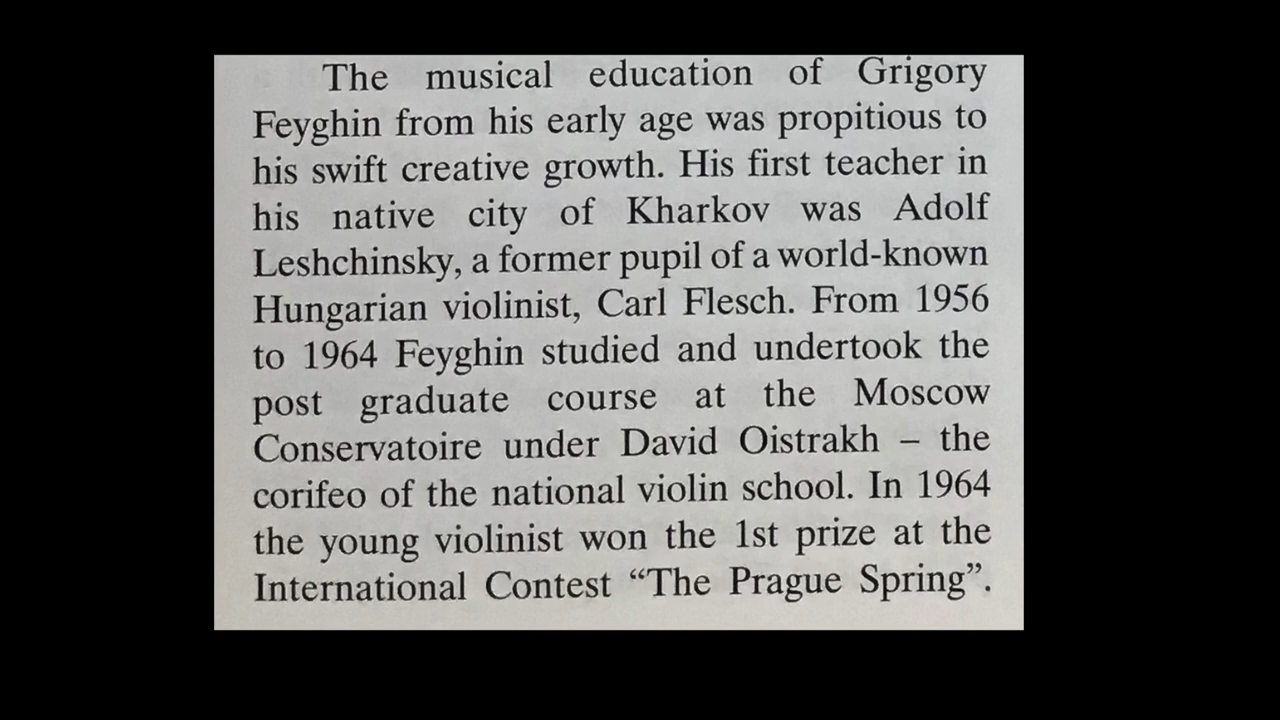 The musical education of Grigory
Feyghin from his early age was propitious to
his swift creative growth. His first teacher in
his native city of Kharkov was Adolf
Leshchinsky, a former pupil of a world-known
Hungarian violinist, Carl Flesch. From 1956
to 1964 Feyghin studied and undertook the
post graduate course at the Moscow
Conservatoire under David Oistrakh – the
corifeo of the national violin school. In 1964
the young violinist won the 1st prize at the
International Contest “The Prague Spring”.